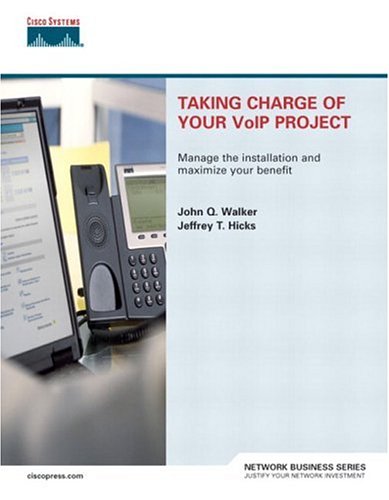 CISCO SYSTEMS
TAKING CHARGE OF
YOUR VoIP PROJECT
Manage the installation and
maximize your benefit
John Q. Walker
Jeffrey T. Hicks
ciscopress.com
NETWORK BUSINESS SERIES
JUSTIFY YOUR NETWORK INVESTMENT